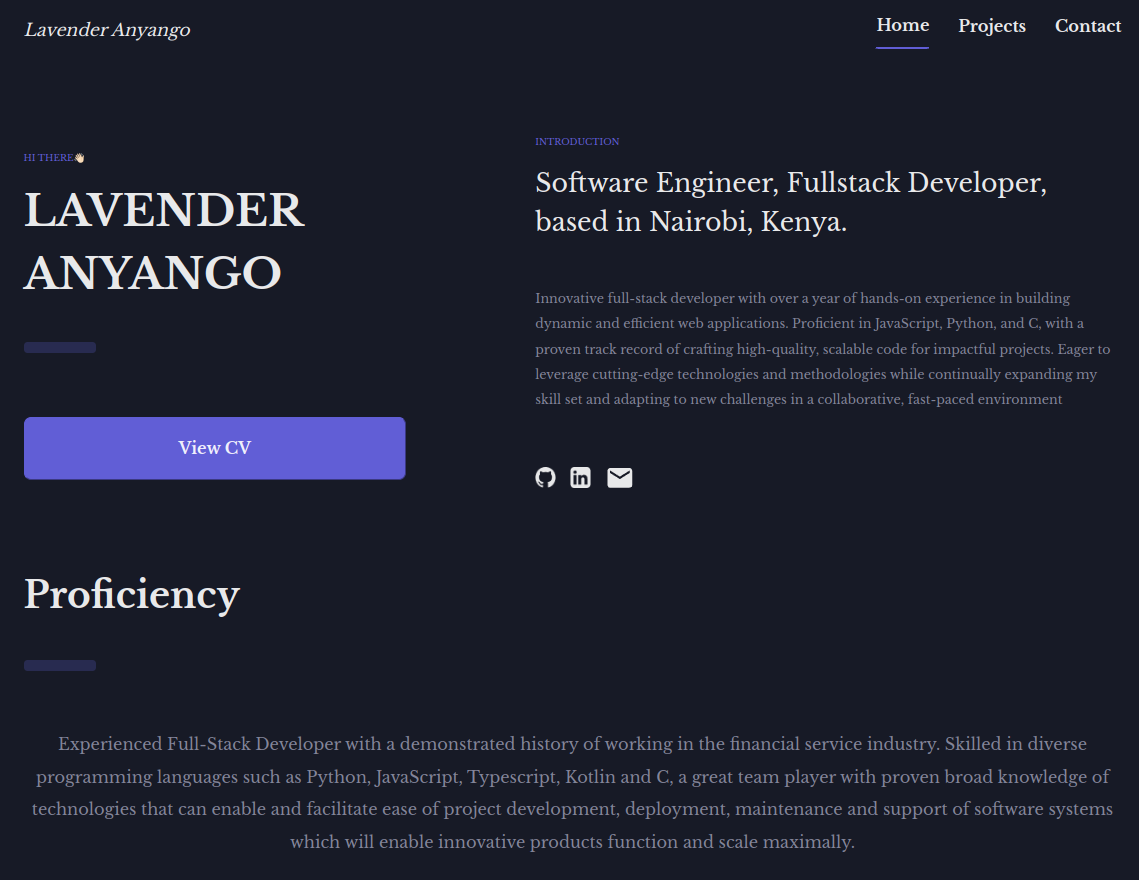 Lavender Anyango
Home Projects Contact
HI THERE👋🏻
LAVENDER
ANYANGO
View CV
INTRODUCTION
Software Engineer, Fullstack Developer,
based in Nairobi, Kenya.
Innovative full-stack developer with over a year of hands-on experience in building
dynamic and efficient web applications. Proficient in JavaScript, Python, and C, with a
proven track record of crafting high-quality, scalable code for impactful projects. Eager to
leverage cutting-edge technologies and methodologies while continually expanding my
skill set and adapting to new challenges in a collaborative, fast-paced environment
in
Proficiency
Experienced Full-Stack Developer with a demonstrated history of working in the financial service industry. Skilled in diverse
programming languages such as Python, JavaScript, Typescript, Kotlin and C, a great team player with proven broad knowledge of
technologies that can enable and facilitate ease of project development, deployment, maintenance and support of software systems
which will enable innovative products function and scale maximally.